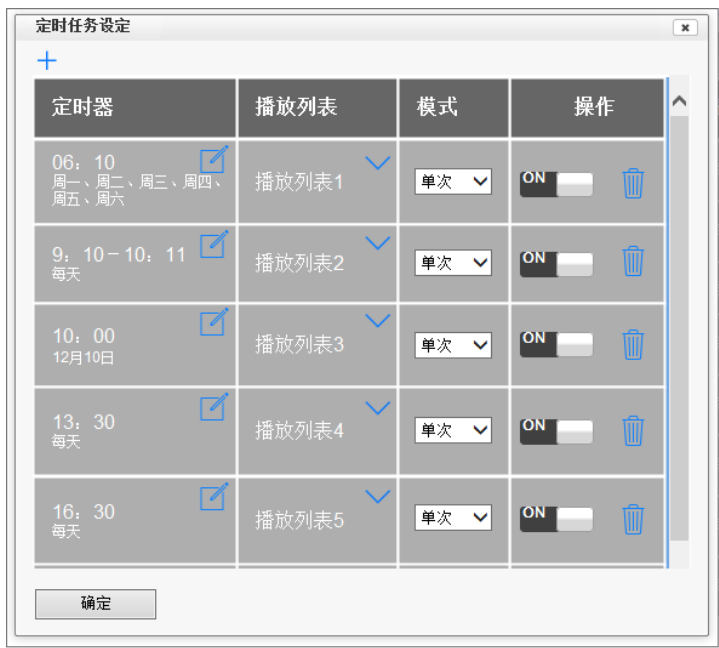 定时任务设定
定时器 播放列表 模式 操作
06：10
周一、周二、周三、周四、
周五、周六
播放列表1 单次 ON
9：10－10：11
每天
播放列表2 单次 ON
10：00
12月10日
播放列表3 单次 ON
13：30
每天
播放列表4 单次 ON
16：30
每天
播放列表5 单次 ON
确定